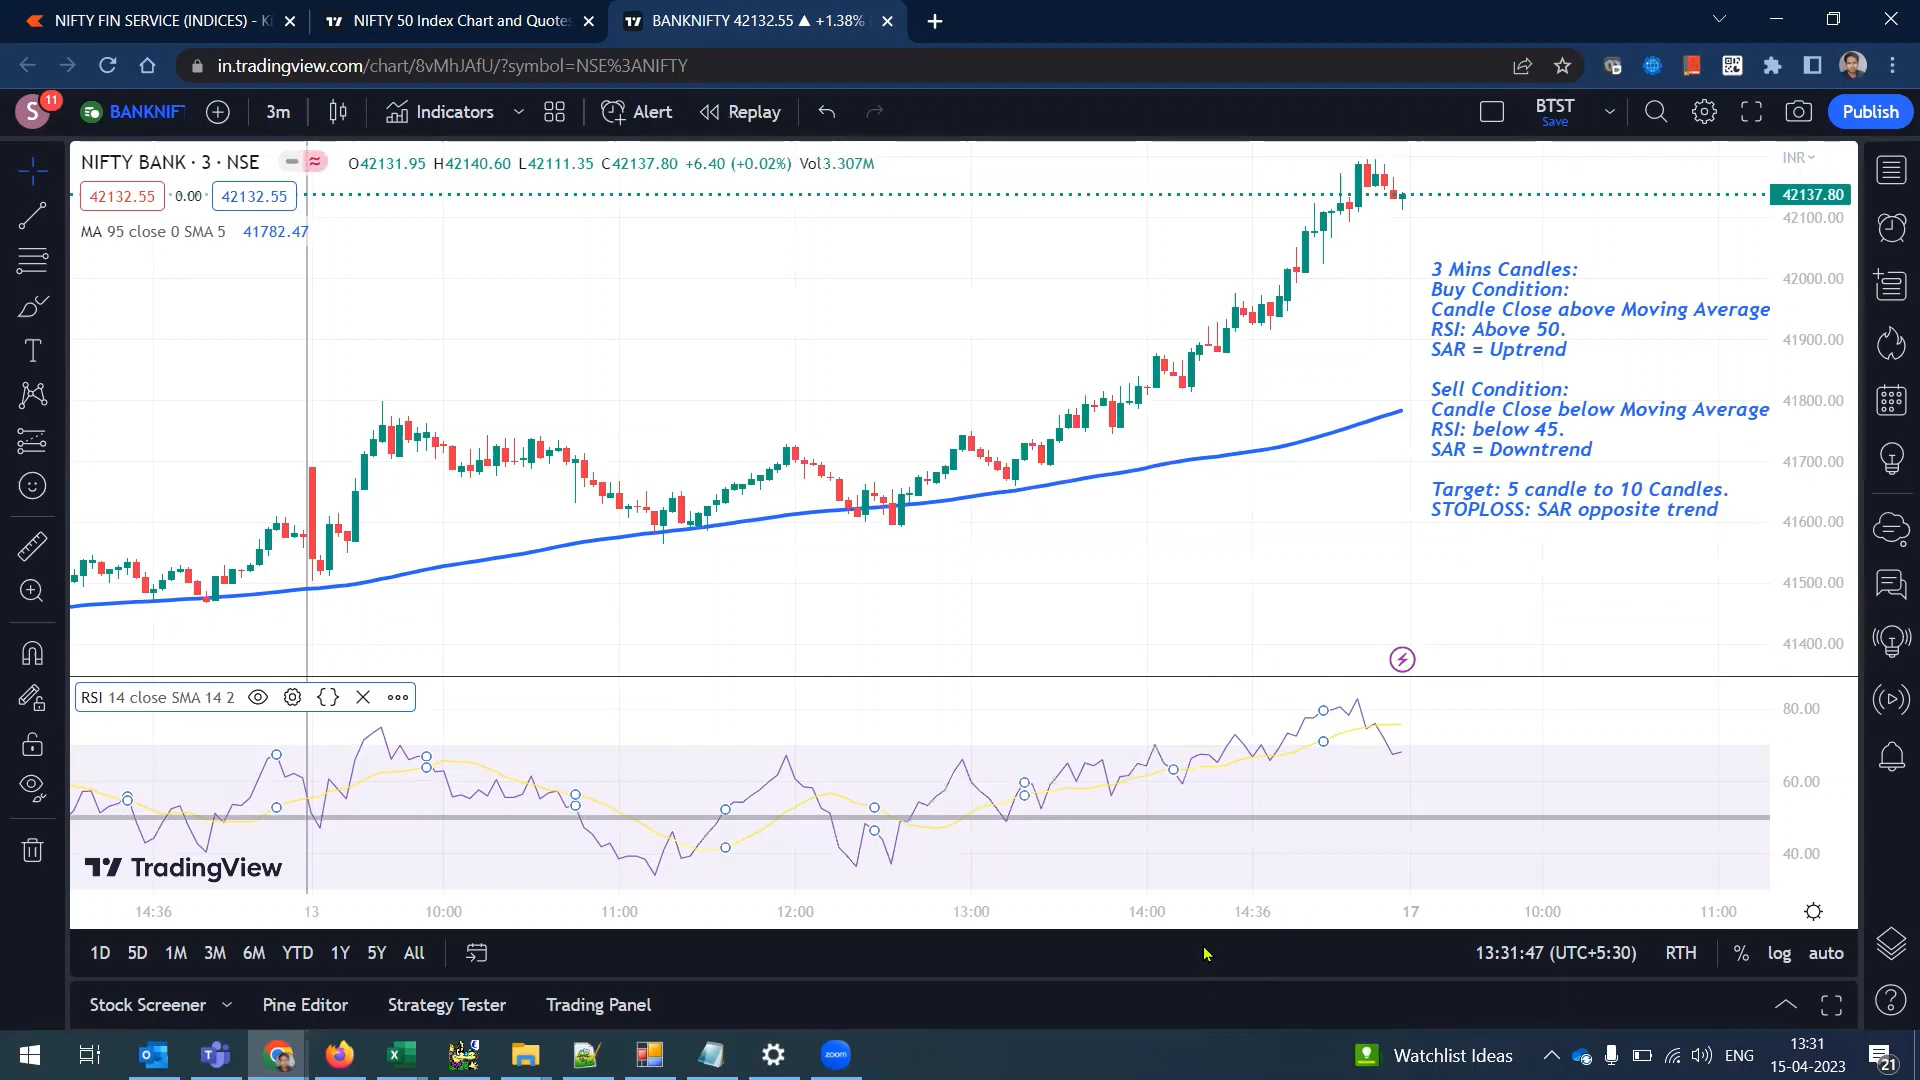 NIFTY FIN SERVICE (INDICES) - Ki
NIFTY 50 Index Chart and Quotes
BANKNIFTY 42132.55 ▲ +1.38%
in.tradingview.com/chart/8vMhJAfU/?symbol=NSE%3ANIFTY
S 11
BANKNIFT
3m
Indicators
Alert
Replay
BTST
Save
Publish
NIFTY BANK · 3 · NSE
O42131.95 H42140.60 L42111.35 C42137.80 +6.40 (+0.02%) Vol3.307M
INR
42132.55 0.00 42132.55
42137.80
MA 95 close 0 SMA 5 41782.47
42100.00
42000.00
41900.00
41800.00
41700.00
41600.00
41500.00
41400.00
3 Mins Candles:
Buy Condition:
Candle Close above Moving Average
RSI: Above 50.
SAR = Uptrend
Sell Condition:
Candle Close below Moving Average
RSI: below 45.
SAR = Downtrend
Target: 5 candle to 10 Candles.
STOPLOSS: SAR opposite trend
RSI 14 close SMA 14 2
80.00
60.00
40.00
TradingView
14:36 13 10:00 11:00 12:00 13:00 14:00 14:36 17 10:00 11:00
1D 5D 1M 3M 6M YTD 1Y 5Y All
13:31:47 (UTC+5:30) RTH % log auto
Stock Screener Pine Editor Strategy Tester Trading Panel
zoom
Watchlist Ideas
ENG
13:31
15-04-2023
21